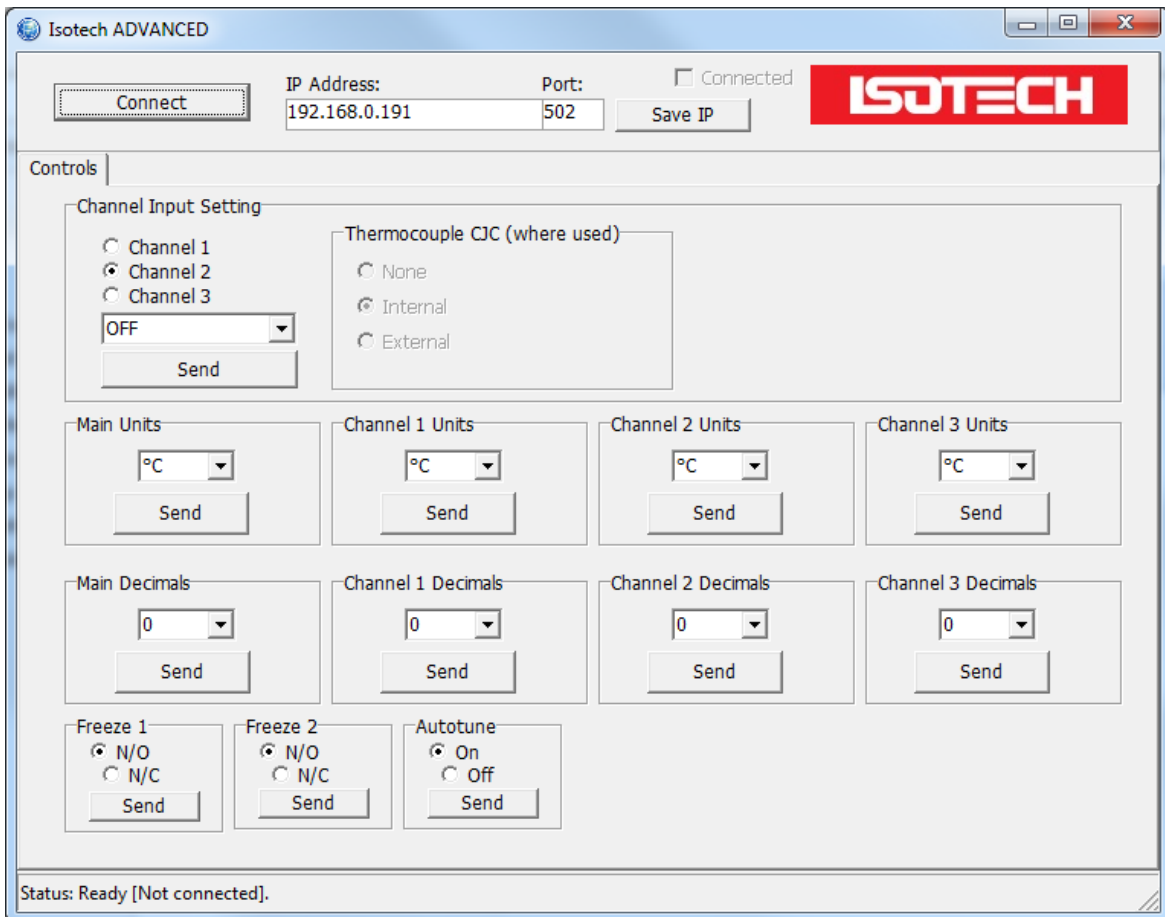 Isotech ADVANCED
Connect
IP Address:
Port:
Connected
192.168.0.191
502
Save IP
ISOTECH
Controls
Channel Input Setting
Channel 1
Channel 2
Channel 3
OFF
Send
Thermocouple CJC (where used)
None
Internal
External
Main Units
°C
Send
Channel 1 Units
°C
Send
Channel 2 Units
°C
Send
Channel 3 Units
°C
Send
Main Decimals
0
Send
Channel 1 Decimals
0
Send
Channel 2 Decimals
0
Send
Channel 3 Decimals
0
Send
Freeze 1
N/O
N/C
Send
Freeze 2
N/O
N/C
Send
Autotune
On
Off
Send
Status: Ready [Not connected].